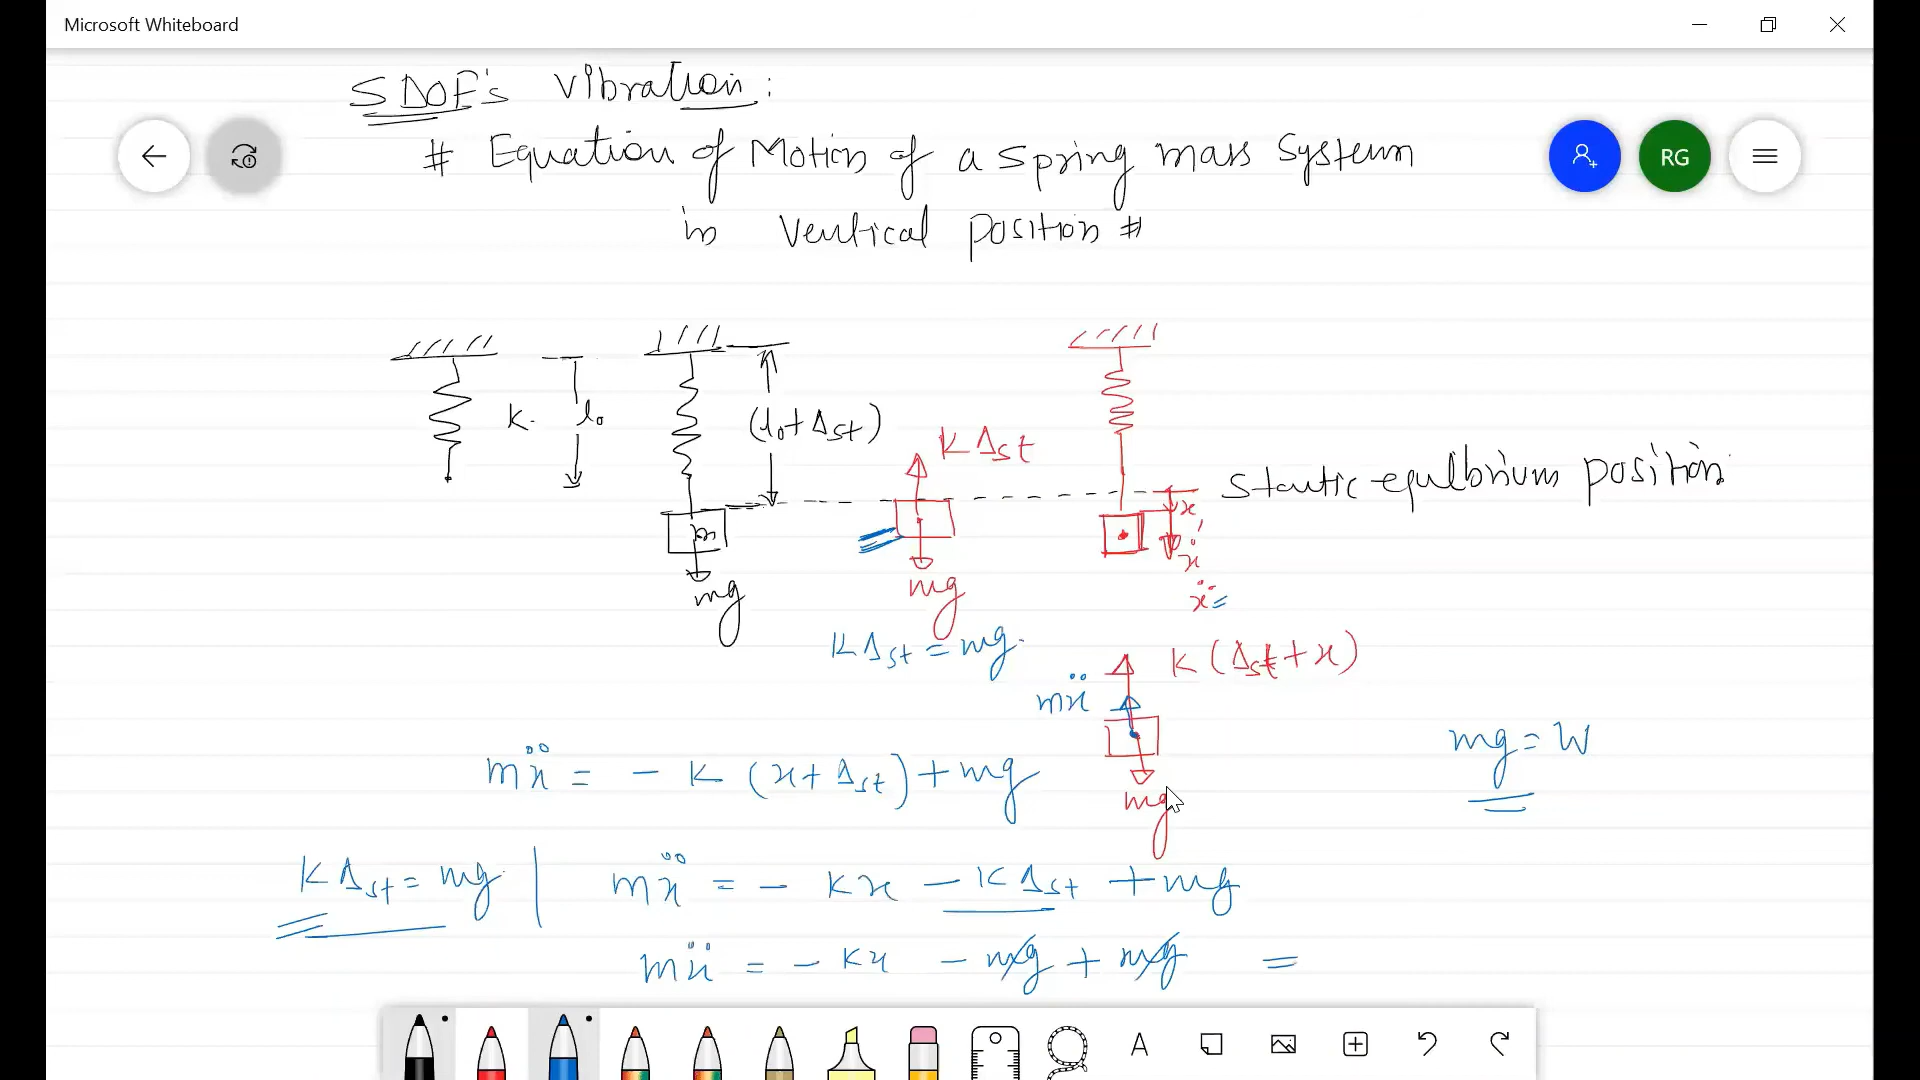 Microsoft Whiteboard
SDOF's Vibration:
# Equation of Motion of a spring mass System
in Vertical position #
RG
K.
l₀
(l₀+Δst)
m
mg
KΔst
mg
KΔst = mg.
x
ẋ
ẍ =
Stautic equlbrium position
K(Δst+x)
mẍ
mg
mg = W
mẍ = - K (x+Δst)+mg
KΔst = mg | mẍ = - Kx - KΔst + mg
mẍ = - Kx - mg + mg =
A